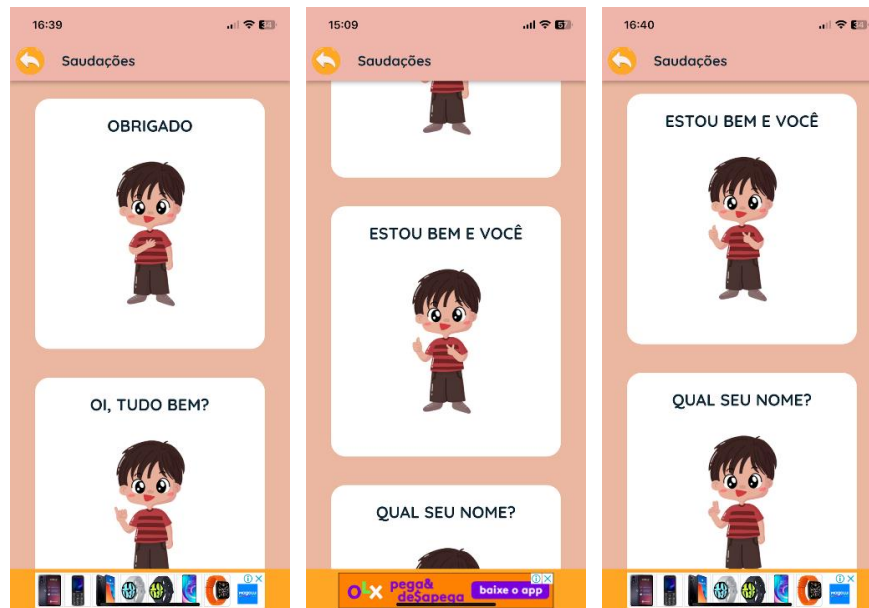 16:39
Saudações
OBRIGADO
OI, TUDO BEM?
15:09
Saudações
ESTOU BEM E VOCÊ
QUAL SEU NOME?
OLX
pega&
de$apega
baixe o app
16:40
Saudações
ESTOU BEM E VOCÊ
QUAL SEU NOME?